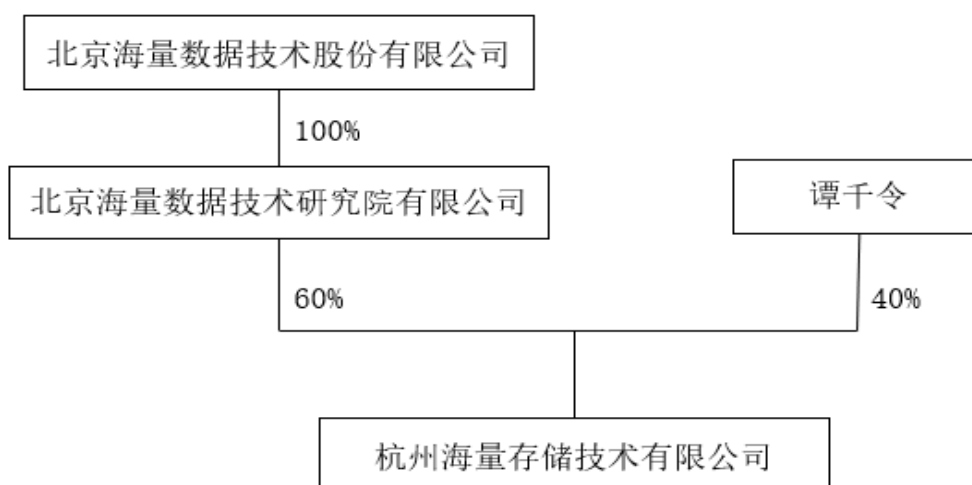 北京海量数据技术股份有限公司
100%
北京海量数据技术研究院有限公司
谭千令
60%
40%
杭州海量存储技术有限公司